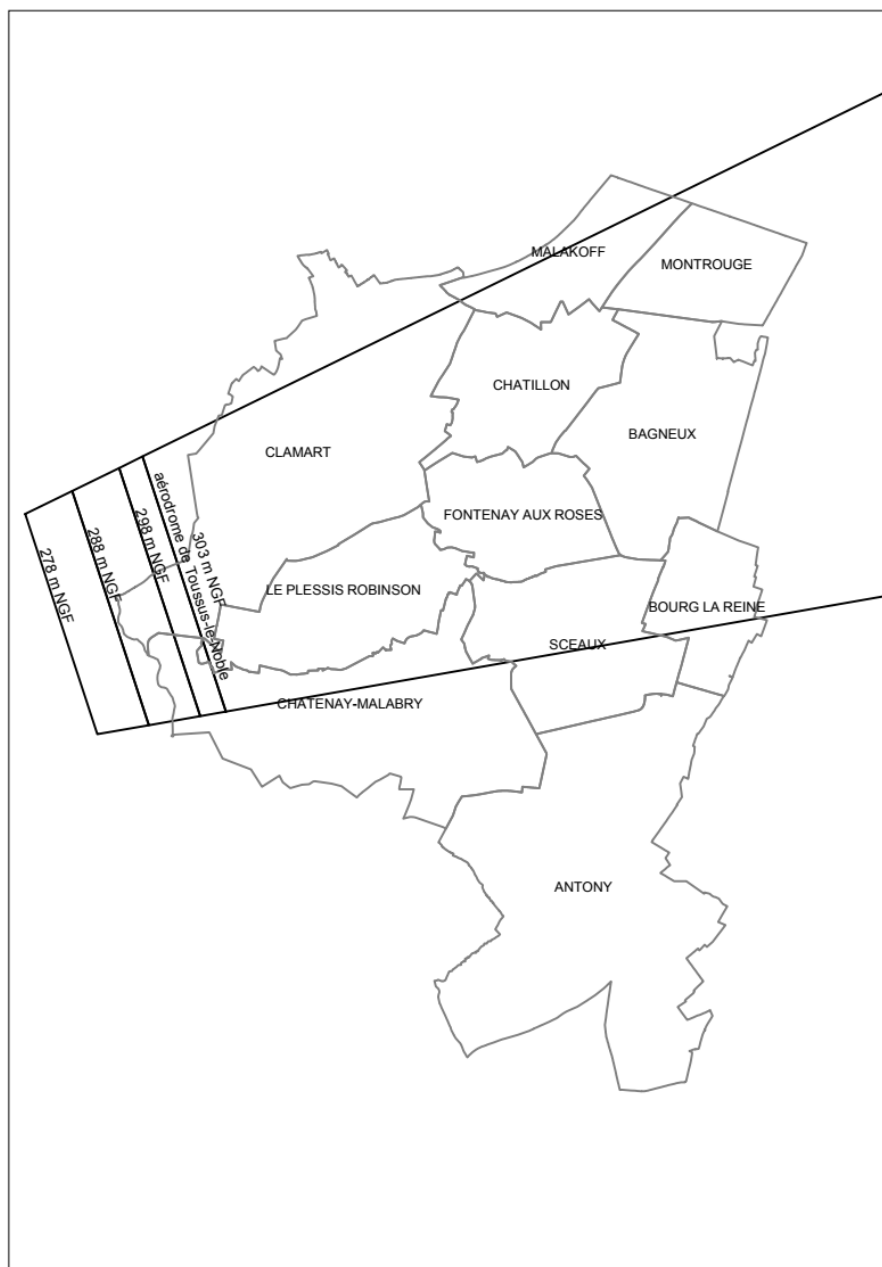 MALAKOFF
MONTROUGE
CHATILLON
BAGNEUX
CLAMART
aérodrome de Toussus-le-Noble
303 m NGF
298 m NGF
288 m NGF
278 m NGF
FONTENAY AUX ROSES
LE PLESSIS ROBINSON
BOURG LA REINE
SCEAUX
CHATENAY-MALABRY
ANTONY